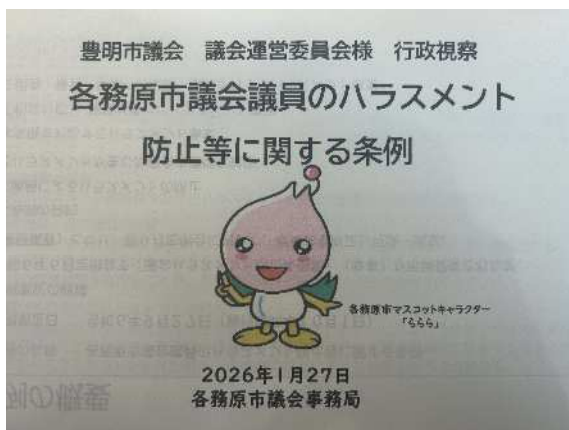 豊明市議会　議会運営委員会様　行政視察
各務原市議会議員のハラスメント
防止等に関する条例
各務原市マスコットキャラクター
「ららら」
2026年1月27日
各務原市議会事務局